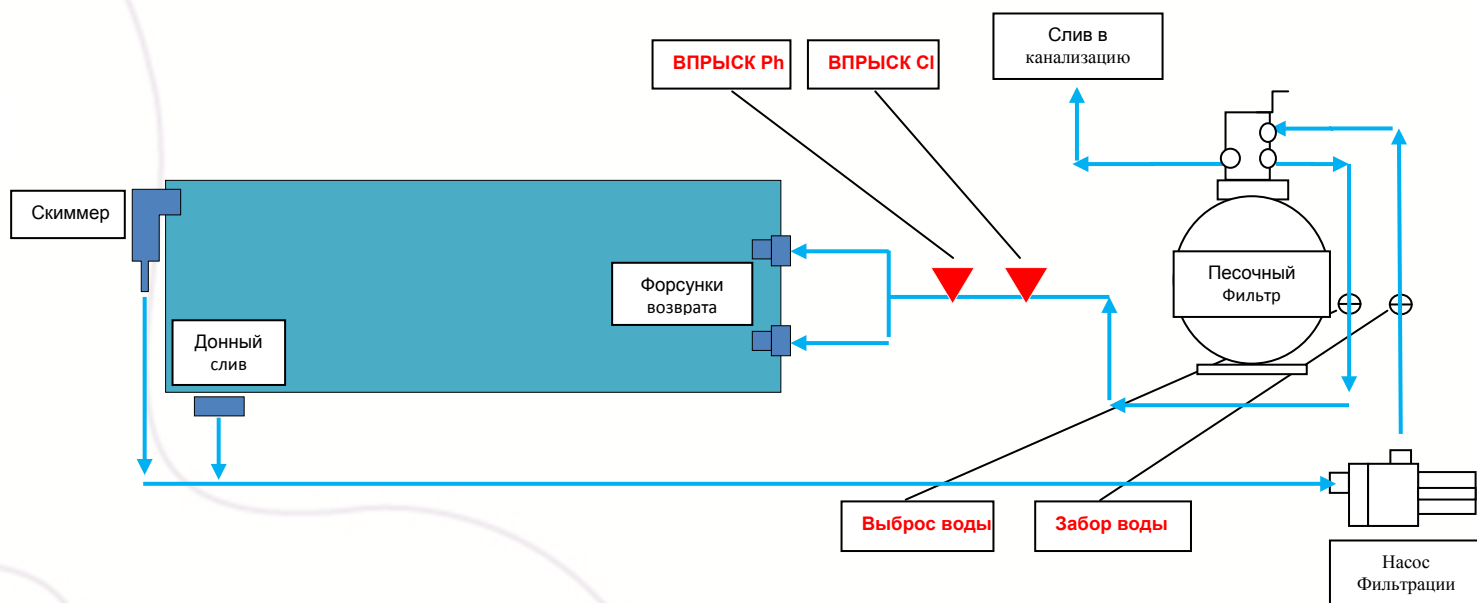 Слив в
канализацию
ВПРЫСК Ph
ВПРЫСК Cl
Скиммер
Форсунки
возврата
Песочный
Фильтр
Донный
слив
Выброс воды
Забор воды
Насос
Фильтрации